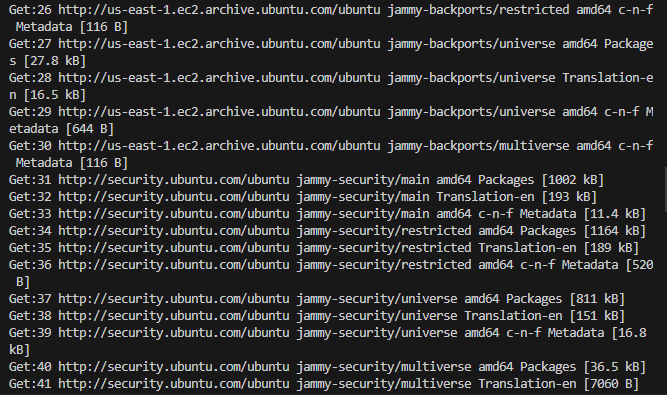 Get:26 http://us-east-1.ec2.archive.ubuntu.com/ubuntu jammy-backports/restricted amd64 c-n-f
 Metadata [116 B]
Get:27 http://us-east-1.ec2.archive.ubuntu.com/ubuntu jammy-backports/universe amd64 Package
s [27.8 kB]
Get:28 http://us-east-1.ec2.archive.ubuntu.com/ubuntu jammy-backports/universe Translation-e
n [16.5 kB]
Get:29 http://us-east-1.ec2.archive.ubuntu.com/ubuntu jammy-backports/universe amd64 c-n-f M
etadata [644 B]
Get:30 http://us-east-1.ec2.archive.ubuntu.com/ubuntu jammy-backports/multiverse amd64 c-n-f
 Metadata [116 B]
Get:31 http://security.ubuntu.com/ubuntu jammy-security/main amd64 Packages [1002 kB]
Get:32 http://security.ubuntu.com/ubuntu jammy-security/main Translation-en [193 kB]
Get:33 http://security.ubuntu.com/ubuntu jammy-security/main amd64 c-n-f Metadata [11.4 kB]
Get:34 http://security.ubuntu.com/ubuntu jammy-security/restricted amd64 Packages [1164 kB]
Get:35 http://security.ubuntu.com/ubuntu jammy-security/restricted Translation-en [189 kB]
Get:36 http://security.ubuntu.com/ubuntu jammy-security/restricted amd64 c-n-f Metadata [520
 B]
Get:37 http://security.ubuntu.com/ubuntu jammy-security/universe amd64 Packages [811 kB]
Get:38 http://security.ubuntu.com/ubuntu jammy-security/universe Translation-en [151 kB]
Get:39 http://security.ubuntu.com/ubuntu jammy-security/universe amd64 c-n-f Metadata [16.8
kB]
Get:40 http://security.ubuntu.com/ubuntu jammy-security/multiverse amd64 Packages [36.5 kB]
Get:41 http://security.ubuntu.com/ubuntu jammy-security/multiverse Translation-en [7060 B]